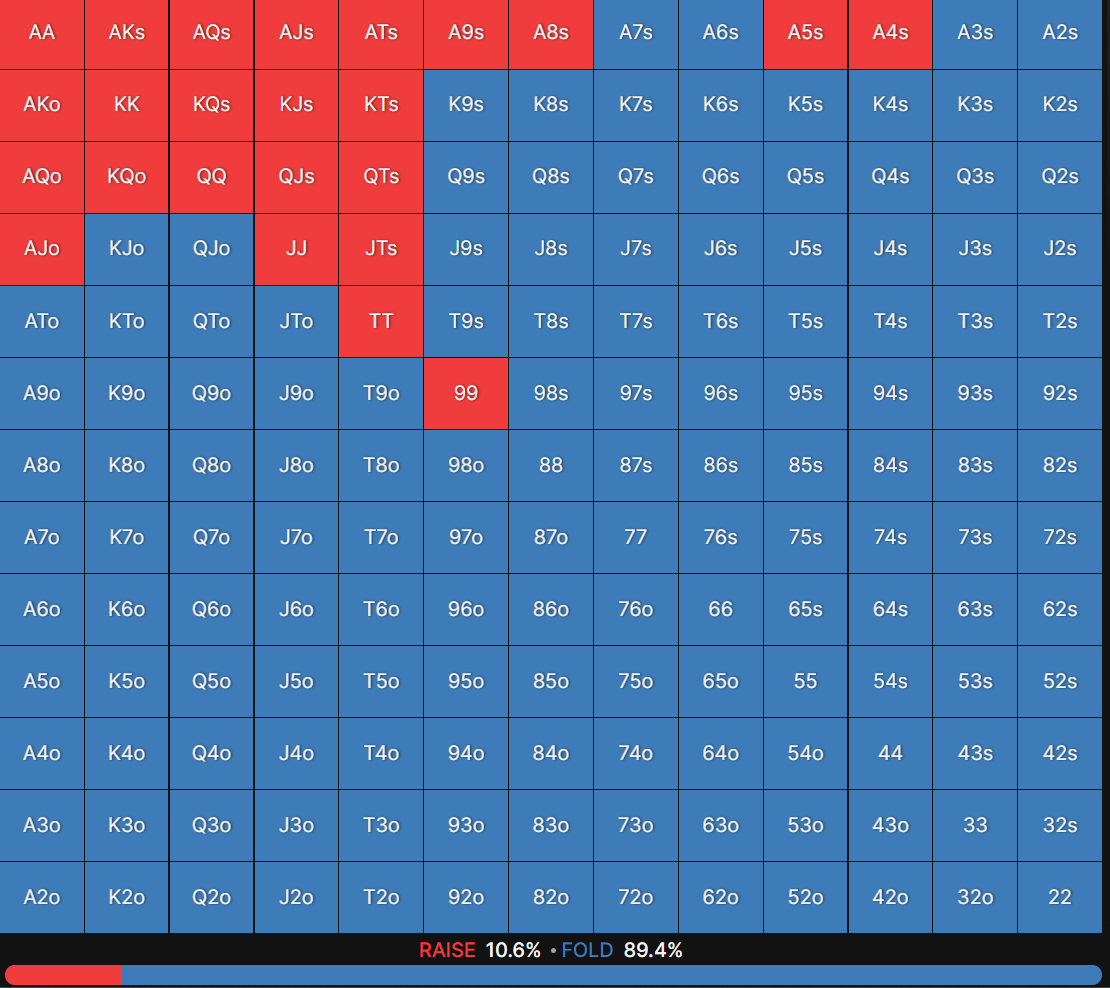 AA AKs AQs AJs ATs A9s A8s A7s A6s A5s A4s A3s A2s
AKo KK KQs KJs KTs K9s K8s K7s K6s K5s K4s K3s K2s
AQo KQo QQ QJs QTs Q9s Q8s Q7s Q6s Q5s Q4s Q3s Q2s
AJo KJo QJo JJ JTs J9s J8s J7s J6s J5s J4s J3s J2s
ATo KTo QTo JTo TT T9s T8s T7s T6s T5s T4s T3s T2s
A9o K9o Q9o J9o T9o 99 98s 97s 96s 95s 94s 93s 92s
A8o K8o Q8o J8o T8o 98o 88 87s 86s 85s 84s 83s 82s
A7o K7o Q7o J7o T7o 97o 87o 77 76s 75s 74s 73s 72s
A6o K6o Q6o J6o T6o 96o 86o 76o 66 65s 64s 63s 62s
A5o K5o Q5o J5o T5o 95o 85o 75o 65o 55 54s 53s 52s
A4o K4o Q4o J4o T4o 94o 84o 74o 64o 54o 44 43s 42s
A3o K3o Q3o J3o T3o 93o 83o 73o 63o 53o 43o 33 32s
A2o K2o Q2o J2o T2o 92o 82o 72o 62o 52o 42o 32o 22
RAISE 10.6% • FOLD 89.4%